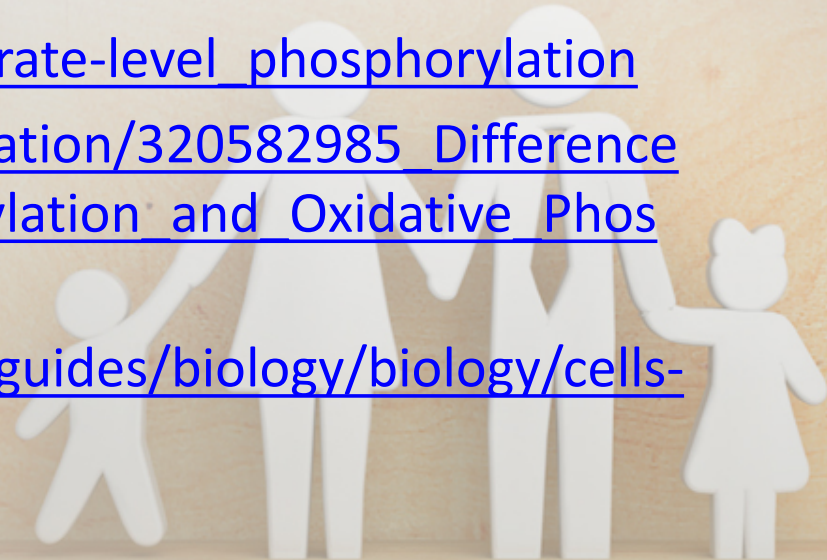 rate-level_phosphorylation
ation/320582985_Difference
ylation_and_Oxidative_Phos
guides/biology/biology/cells-